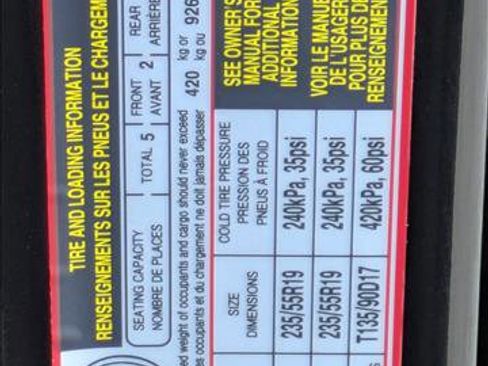 TIRE AND LOADING INFORMATION
RENSEIGNEMENTS SUR LES PNEUS ET LE CHARGEM
SEATING CAPACITY
NOMBRE DE PLACES
TOTAL 5
FRONT
AVANT
2
REAR
ARRIÈRE
ed weight of occupants and cargo should never exceed
es occupants et du chargement ne doit jamais dépasser
420
kg or
kg ou
926
SIZE
DIMENSIONS
COLD TIRE PRESSURE
PRESSION DES
PNEUS À FROID
235/55R19 240kPa, 35psi
235/55R19 240kPa, 35psi
T135/90D17 420kPa, 60psi
SEE OWNER'S
MANUAL FOR
ADDITIONAL
INFORMATION
VOIR LE MANUE
DE L'USAGER
POUR PLUS DE
RENSEIGNEMENT